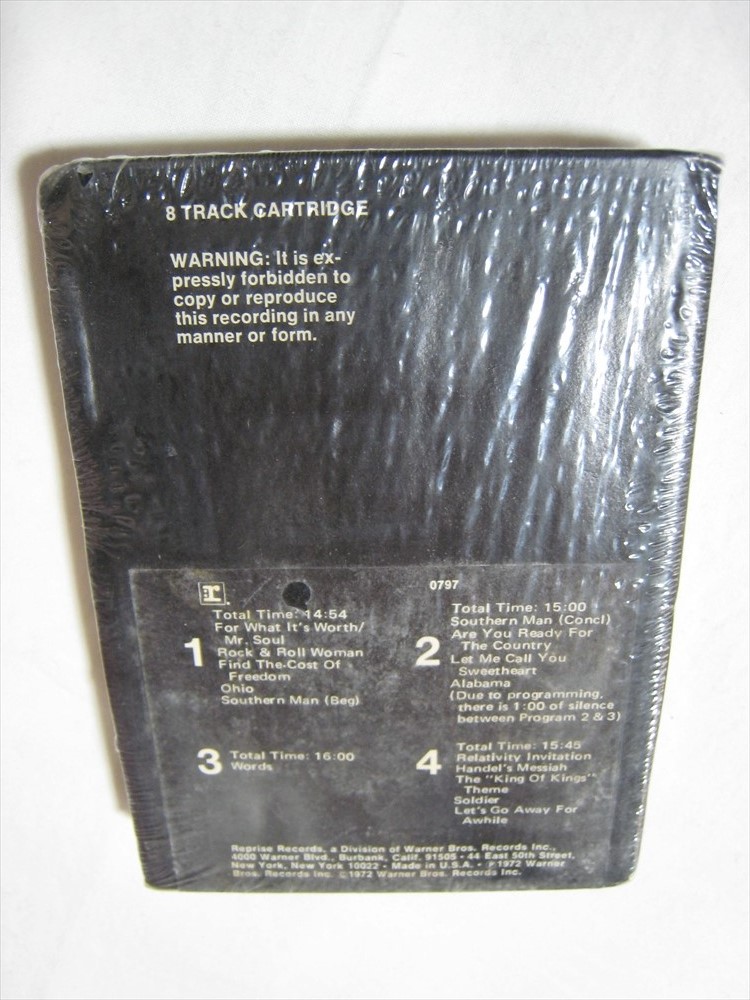 8 TRACK CARTRIDGE
WARNING: It is ex-
pressly forbidden to
copy or reproduce
this recording in any
manner or form.
r.
0797
1
Total Time: 14:54
For What It's Worth/
Mr. Soul
Rock & Roll Woman
Find The Cost Of
Freedom
Ohio
Southern Man (Beg)
2
Total Time: 15:00
Southern Man (Concl)
Are You Ready For
The Country
Let Me Call You
Sweetheart
Alabama
(Due to programming,
there is 1:00 of silence
between Program 2 & 3)
3
Total Time: 16:00
Words
4
Total Time: 15:45
Relativity Invitation
Handel's Messiah
The "King Of Kings"
Theme
Soldier
Let's Go Away For
Awhile
Reprise Records, a Division of Warner Bros. Records Inc.,
4000 Warner Blvd., Burbank, Calif. 91505 • 44 East 50th Street,
New York, New York 10022 • Made in U.S.A. • ℗1972 Warner
Bros. Records Inc. ©1972 Warner Bros. Records Inc.